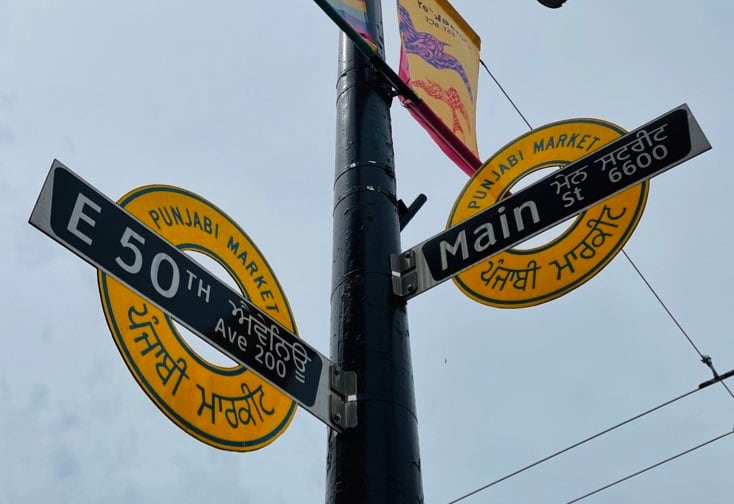 PUNJABI MARKET
E 50TH ਐਵੇਨਿਊ
Ave 200
ਪੰਜਾਬੀ ਮਾਰਕੀਟ
PUNJABI MARKET
Main ਮੇਨ ਸਟਰੀਟ
St 6600
ਪੰਜਾਬੀ ਮਾਰਕੀਟ